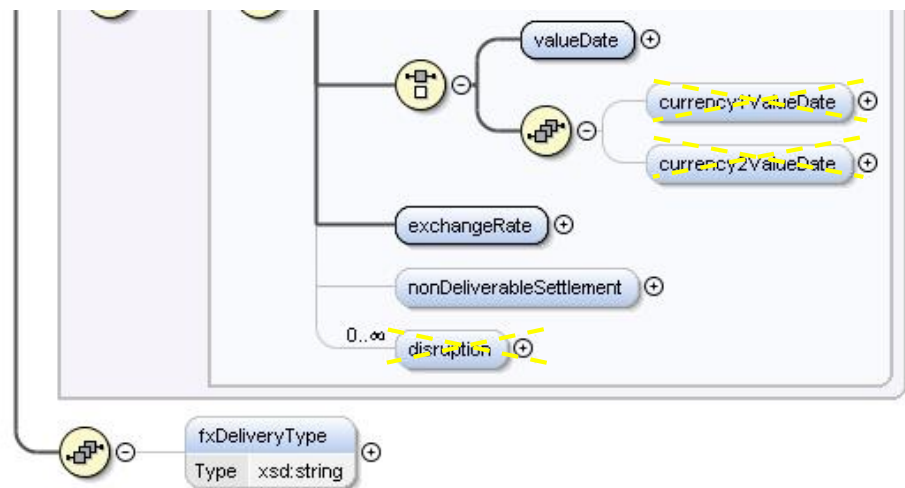 valueDate
currency1ValueDate
currency2ValueDate
exchangeRate
nonDeliverableSettlement
0..∞
disruption
fxDeliveryType
Type xsd:string